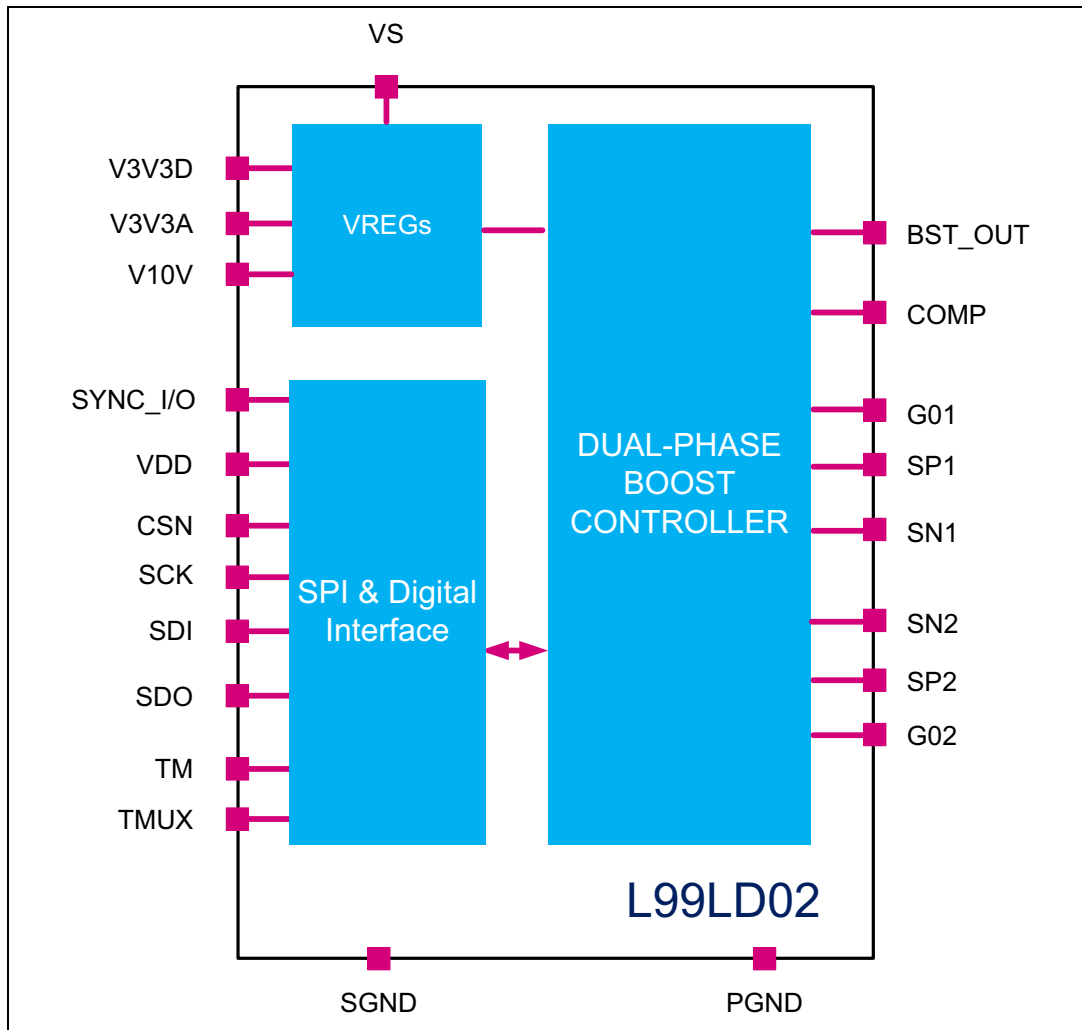 VS
V3V3D
V3V3A
V10V
VREGs
BST_OUT
COMP
SYNC_I/O
VDD
CSN
SCK
SDI
SDO
TM
TMUX
SPI & Digital
Interface
DUAL-PHASE
BOOST
CONTROLLER
G01
SP1
SN1
SN2
SP2
G02
L99LD02
SGND
PGND